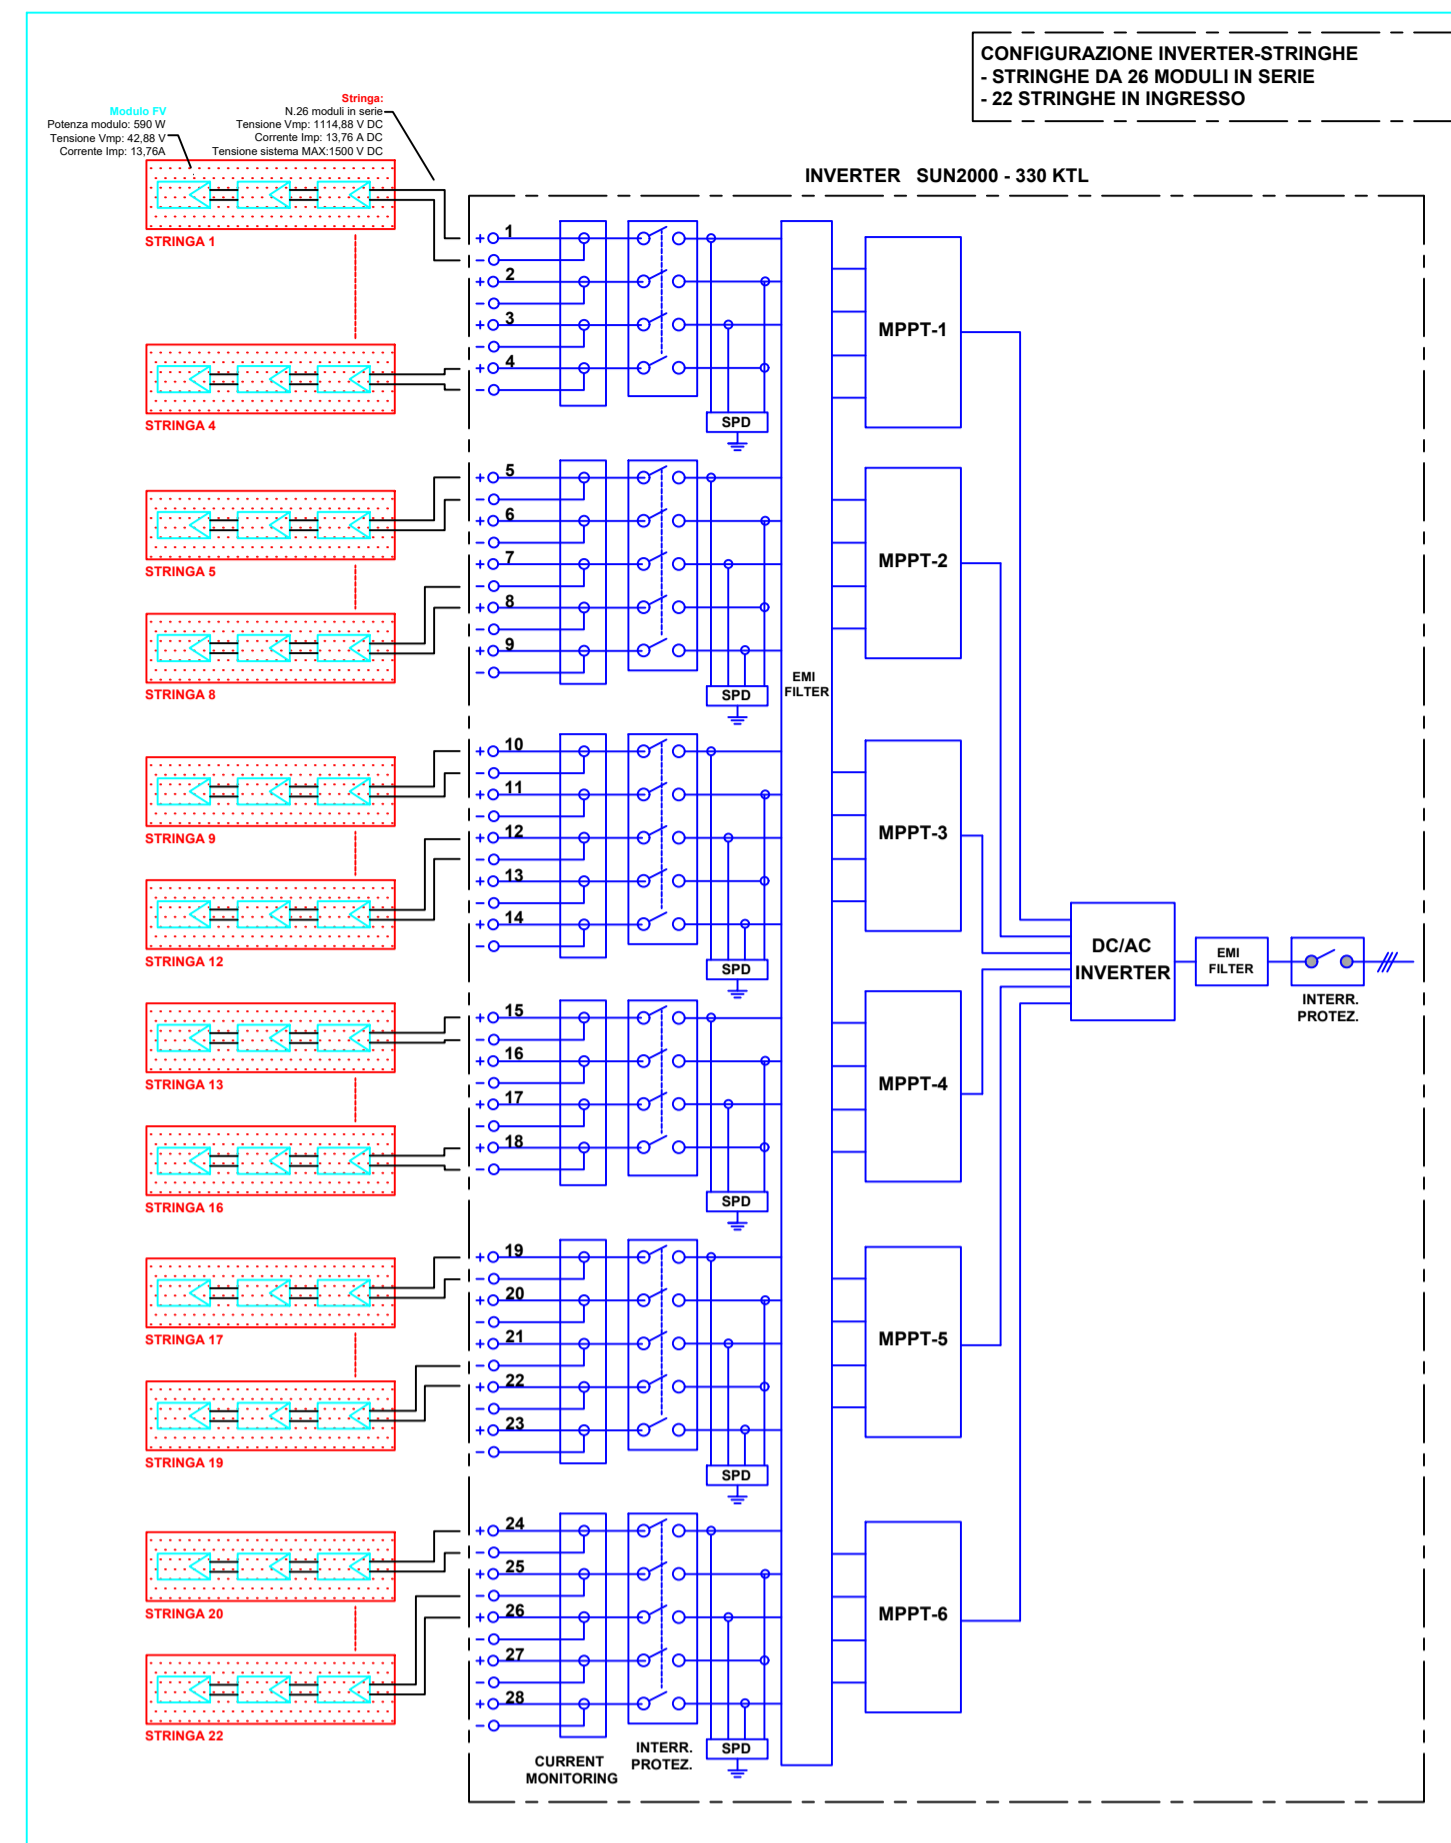 CONFIGURAZIONE INVERTER-STRINGHE
- STRINGHE DA 26 MODULI IN SERIE
- 22 STRINGHE IN INGRESSO
Modulo FV
Potenza modulo: 590 W
Tensione Vmp: 42,88 V
Corrente Imp: 13,76A
Stringa:
N.26 moduli in serie
Tensione Vmp: 1114,88 V DC
Corrente Imp: 13,76 A DC
Tensione sistema MAX:1500 V DC
INVERTER SUN2000 - 330 KTL
STRINGA 1
STRINGA 4
+ 1
-
+ 2
-
+ 3
-
+ 4
-
SPD
MPPT-1
STRINGA 5
STRINGA 8
+ 5
-
+ 6
-
+ 7
-
+ 8
-
+ 9
-
SPD
EMI
FILTER
MPPT-2
STRINGA 9
STRINGA 12
+ 10
-
+ 11
-
+ 12
-
+ 13
-
+ 14
-
SPD
MPPT-3
DC/AC
INVERTER
EMI
FILTER
INTERR.
PROTEZ.
STRINGA 13
STRINGA 16
+ 15
-
+ 16
-
+ 17
-
+ 18
-
SPD
MPPT-4
STRINGA 17
STRINGA 19
+ 19
-
+ 20
-
+ 21
-
+ 22
-
+ 23
-
SPD
MPPT-5
STRINGA 20
STRINGA 22
+ 24
-
+ 25
-
+ 26
-
+ 27
-
+ 28
-
SPD
MPPT-6
CURRENT
MONITORING
INTERR.
PROTEZ.